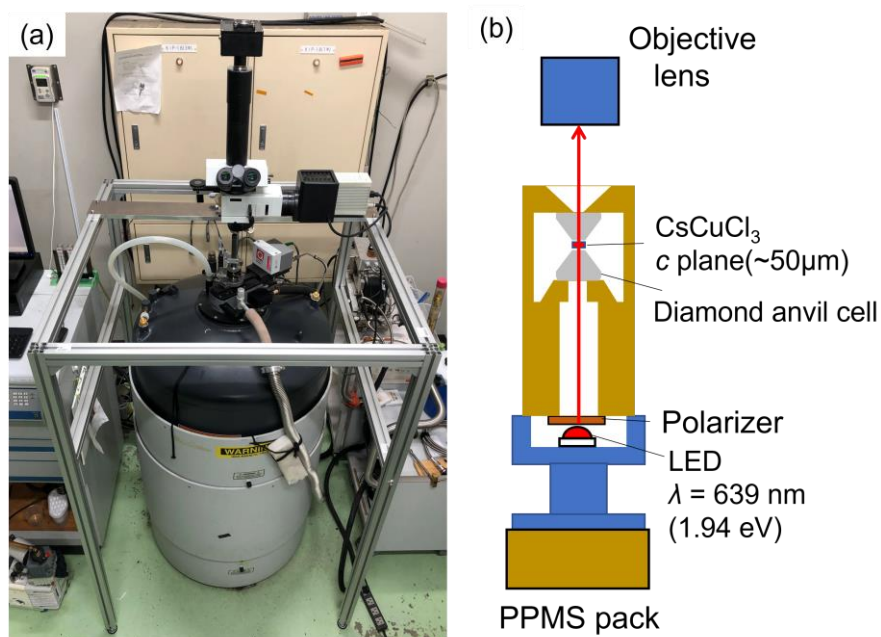 (a)
WARNING
(b)
Objective
lens
CsCuCl₃
c plane(~50μm)
Diamond anvil cell
Polarizer
LED
λ = 639 nm
(1.94 eV)
PPMS pack